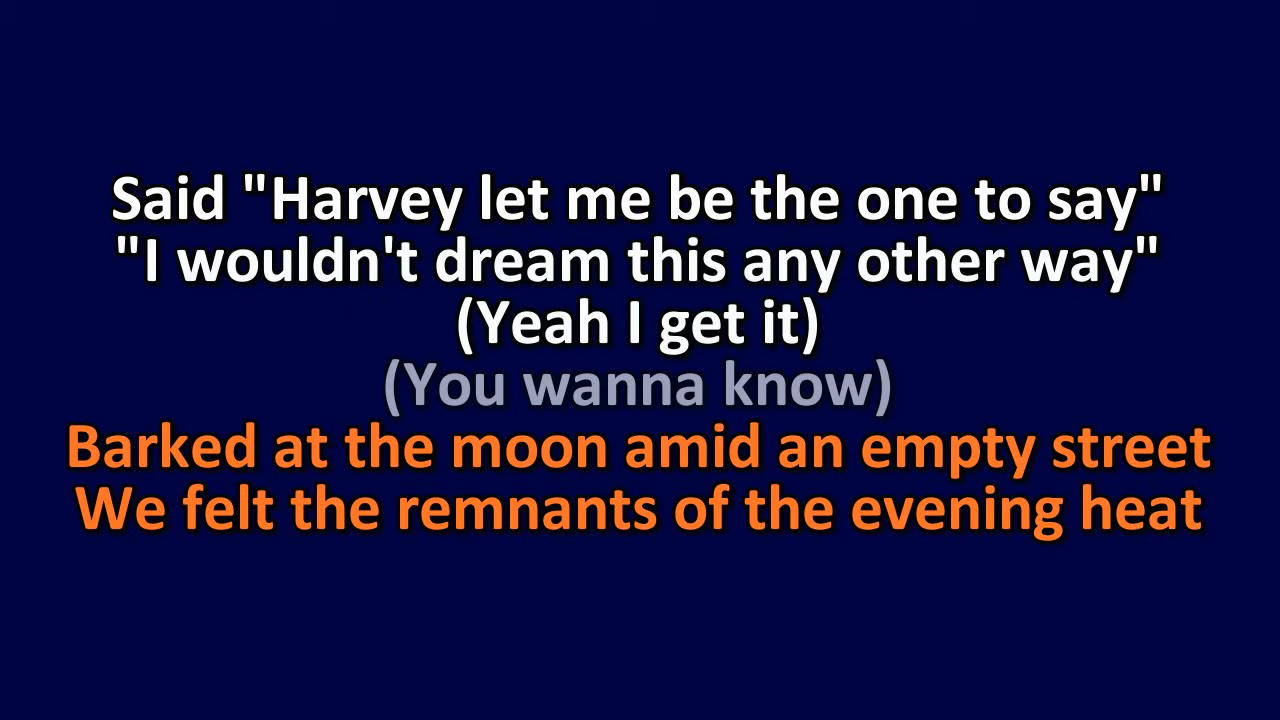 Said "Harvey let me be the one to say"
"I wouldn't dream this any other way"
(Yeah I get it)
(You wanna know)
Barked at the moon amid an empty street
We felt the remnants of the evening heat